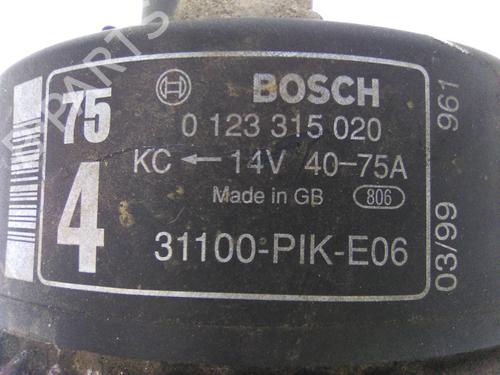 75
4
BOSCH
0 123 315 020
KC ← 14V 40-75A
Made in GB 806
31100-PIK-E06
03/99 961
PARTS